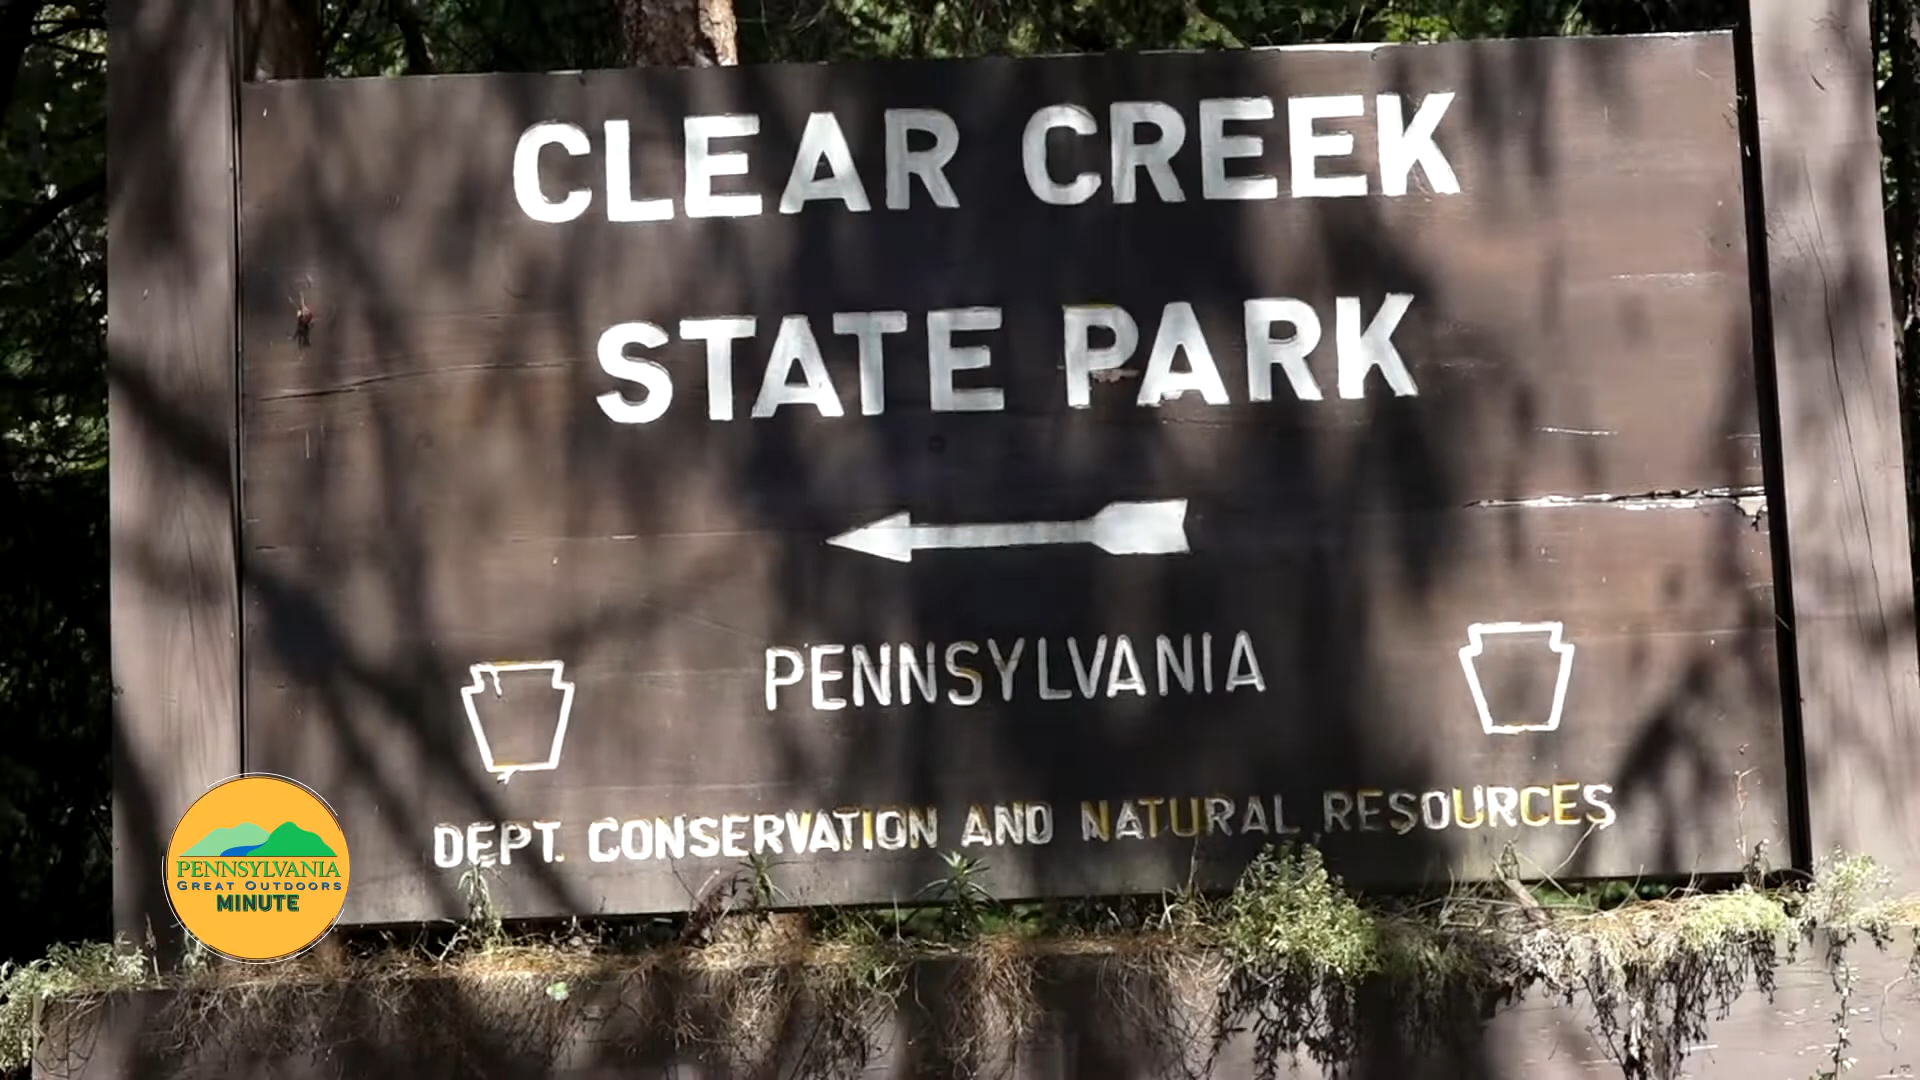 CLEAR CREEK
STATE PARK
PENNSYLVANIA
DEPT. CONSERVATION AND NATURAL RESOURCES
PENNSYLVANIA
GREAT OUTDOORS
MINUTE